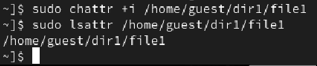 ~]$ sudo chattr +i /home/guest/dir1/file1
~]$ sudo lsattr /home/guest/dir1/file1
/home/guest/dir1/file1
~]$